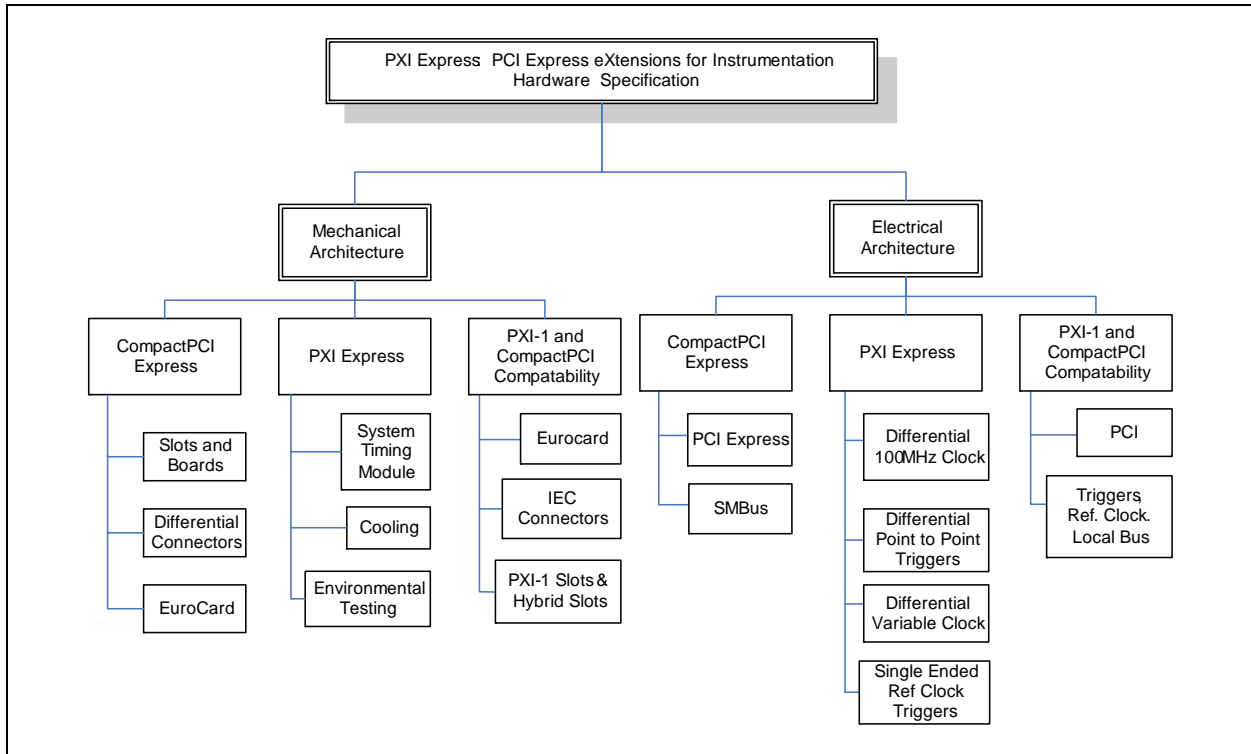 PXI Express: PCI Express eXtensions for Instrumentation
Hardware Specification
Mechanical
Architecture
Electrical
Architecture
CompactPCI
Express
PXI Express
PXI-1 and
CompactPCI
Compatability
CompactPCI
Express
PXI Express
PXI-1 and
CompactPCI
Compatability
Slots and
Boards
Differential
Connectors
EuroCard
System
Timing
Module
Cooling
Environmental
Testing
Eurocard
IEC
Connectors
PXI-1 Slots &
Hybrid Slots
PCI Express
SMBus
Differential
100MHz Clock
Differential
Point to Point
Triggers
Differential
Variable Clock
Single Ended
Ref Clock
Triggers
PCI
Triggers,
Ref. Clock.
Local Bus